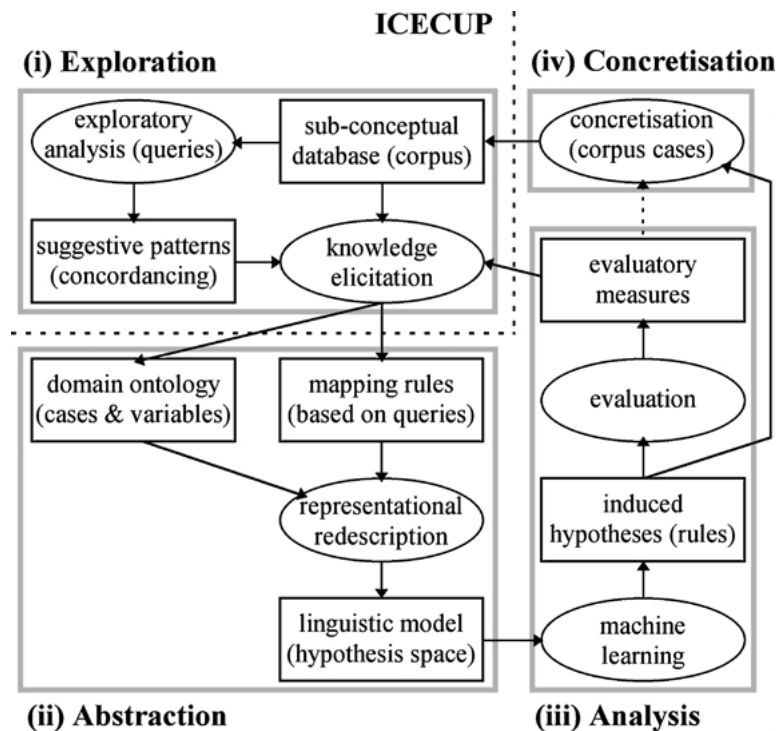 ICECUP
(i) Exploration
(iv) Concretisation
exploratory
analysis (queries)
sub-conceptual
database (corpus)
concretisation
(corpus cases)
suggestive patterns
(concordancing)
knowledge
elicitation
evaluatory
measures
domain ontology
(cases & variables)
mapping rules
(based on queries)
evaluation
representational
redescription
induced
hypotheses (rules)
linguistic model
(hypothesis space)
machine
learning
(ii) Abstraction
(iii) Analysis